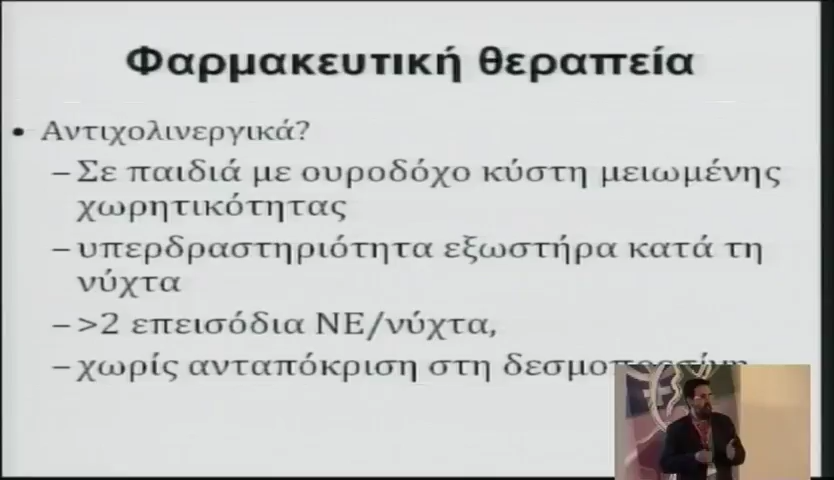 Φαρμακευτική θεραπεία
• Αντιχολινεργικά?
–Σε παιδιά με ουροδόχο κύστη μειωμένης
χωρητικότητας
–υπερδραστηριότητα εξωστήρα κατά τη
νύχτα
–>2 επεισόδια ΝΕ/νύχτα,
–χωρίς ανταπόκριση στη